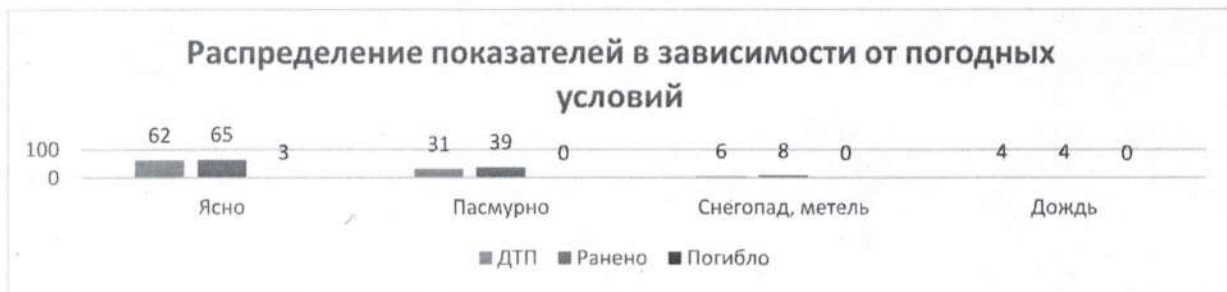 Распределение показателей в зависимости от погодных
условий
62 65 3 31 39 0 6 8 0 4 4 0
100
0
Ясно Пасмурно Снегопад, метель Дождь
ДТП Ранено Погибло